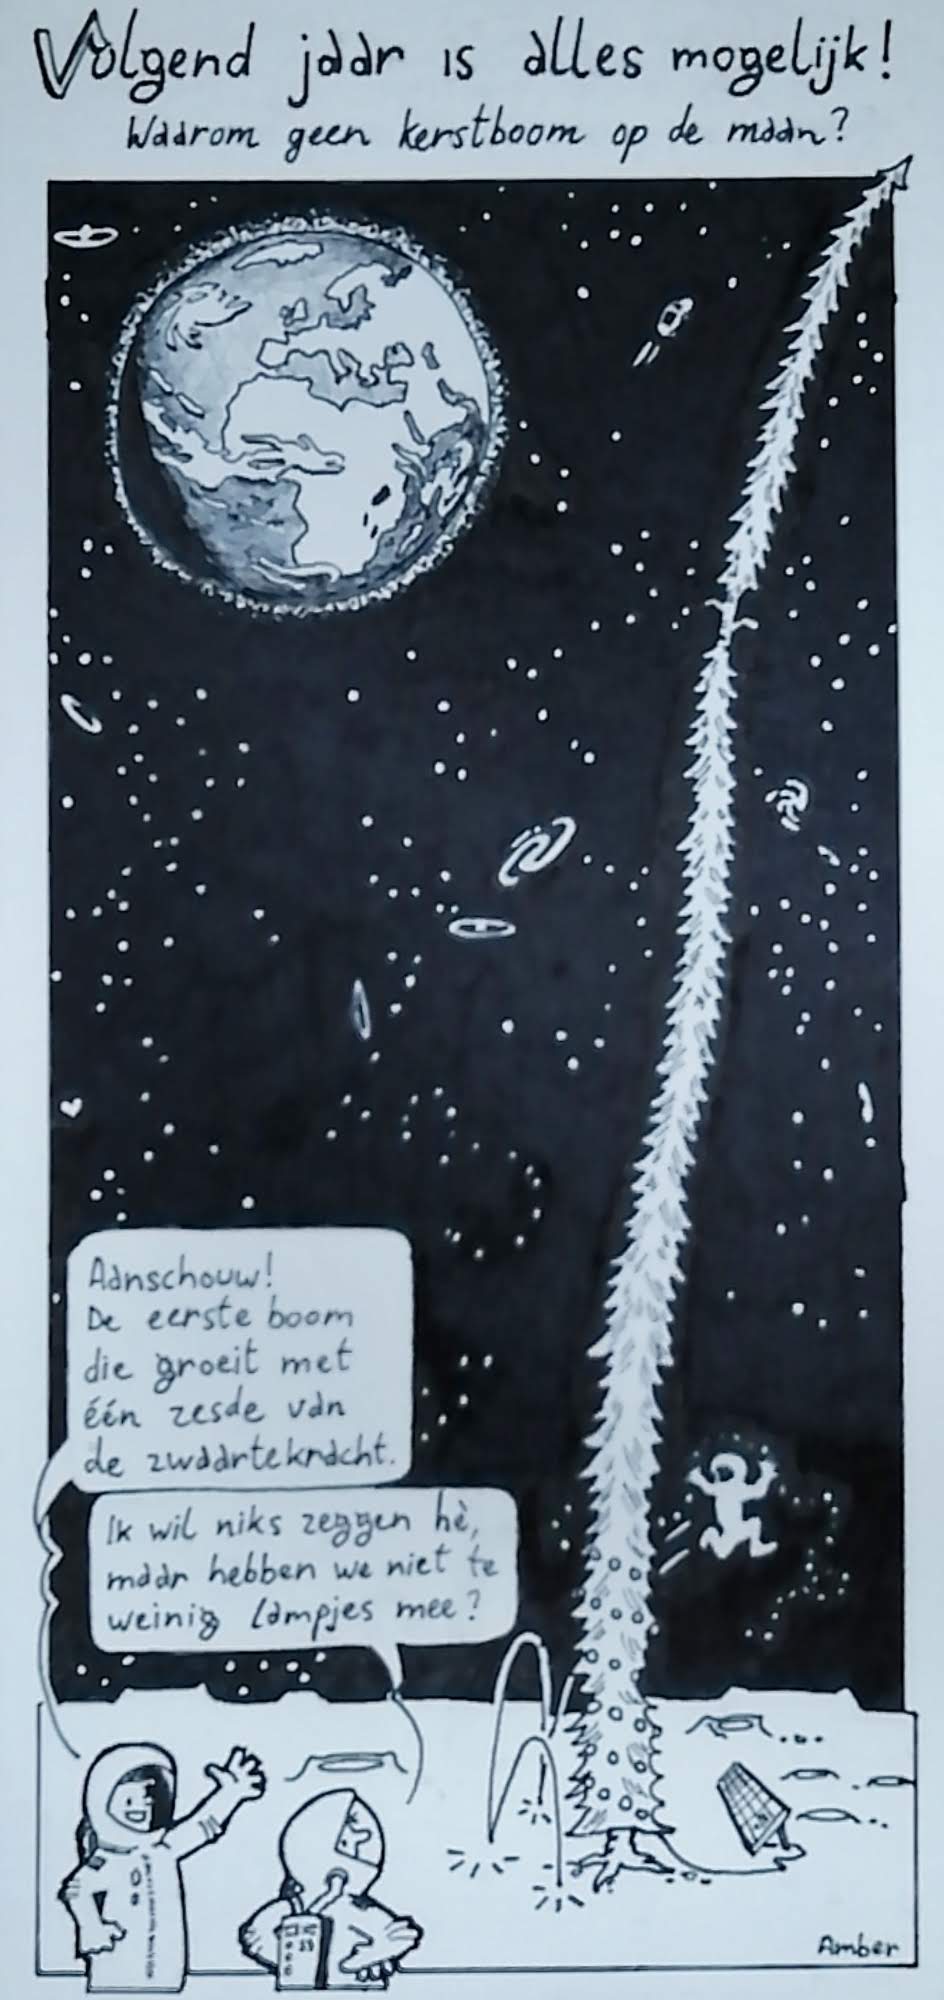 Volgend jaar is alles mogelijk!
Waarom geen kerstboom op de maan?
Aanschouw!
De eerste boom
die groeit met
één zesde van
de zwaartekracht.
Ik wil niks zeggen hè,
maar hebben we niet te
weinig lampjes mee?
Amber